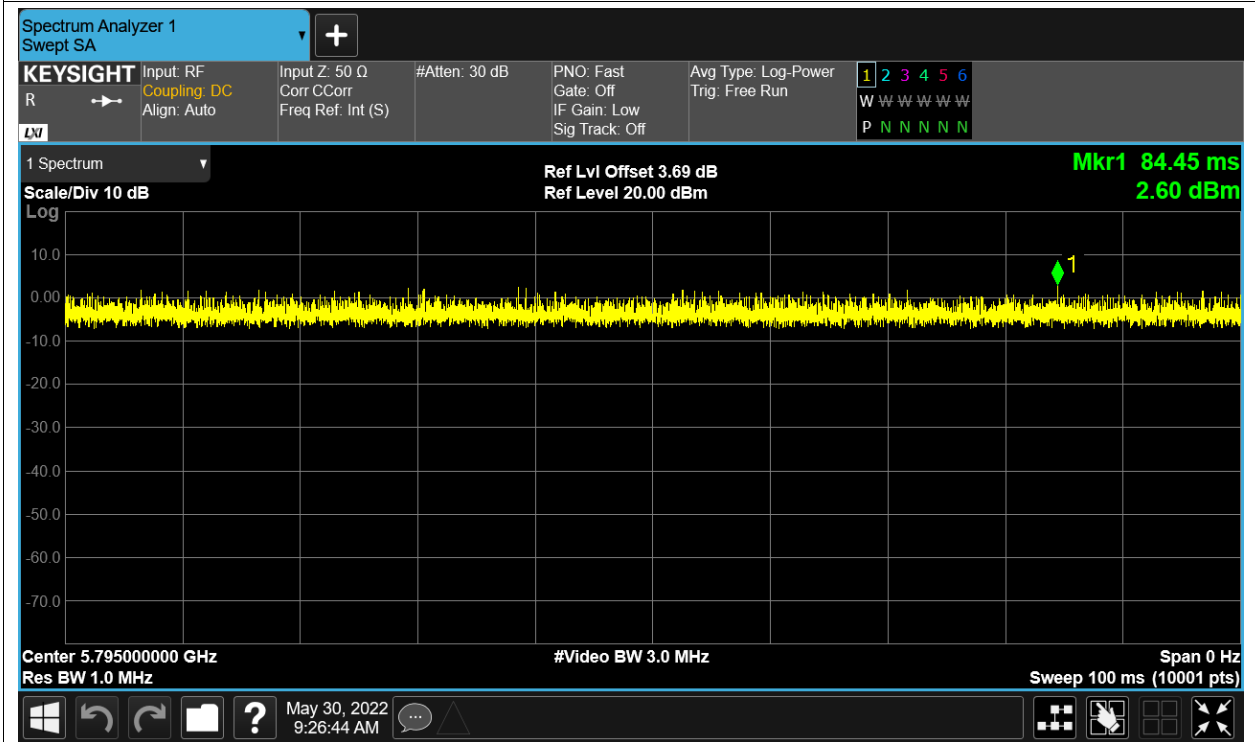 Spectrum Analyzer 1
Swept SA
KEYSIGHT
R
LXI
Input: RF
Coupling: DC
Align: Auto
Input Z: 50 Ω
Corr CCorr
Freq Ref: Int (S)
#Atten: 30 dB
PNO: Fast
Gate: Off
IF Gain: Low
Sig Track: Off
Avg Type: Log-Power
Trig: Free Run
1 2 3 4 5 6
W W W W W W
P N N N N N
1 Spectrum
Scale/Div 10 dB
Log
Ref Lvl Offset 3.69 dB
Ref Level 20.00 dBm
Mkr1 84.45 ms
2.60 dBm
10.0
0.00
-10.0
-20.0
-30.0
-40.0
-50.0
-60.0
-70.0
1
Center 5.795000000 GHz
Res BW 1.0 MHz
#Video BW 3.0 MHz
Span 0 Hz
Sweep 100 ms (10001 pts)
?
May 30, 2022
9:26:44 AM